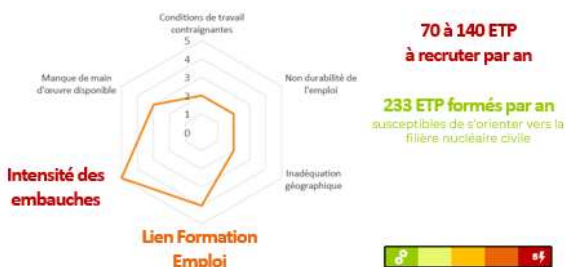 Conditions de travail
contraignantes
5
4
3
2
1
0
Manque de main
d'œuvre disponible
Non durabilité de
l'emploi
Intensité des
embauches
Inadéquation
géographique
Lien Formation
Emploi
70 à 140 ETP
à recruter par an
233 ETP formés par an
susceptibles de s'orienter vers la
filière nucléaire civile